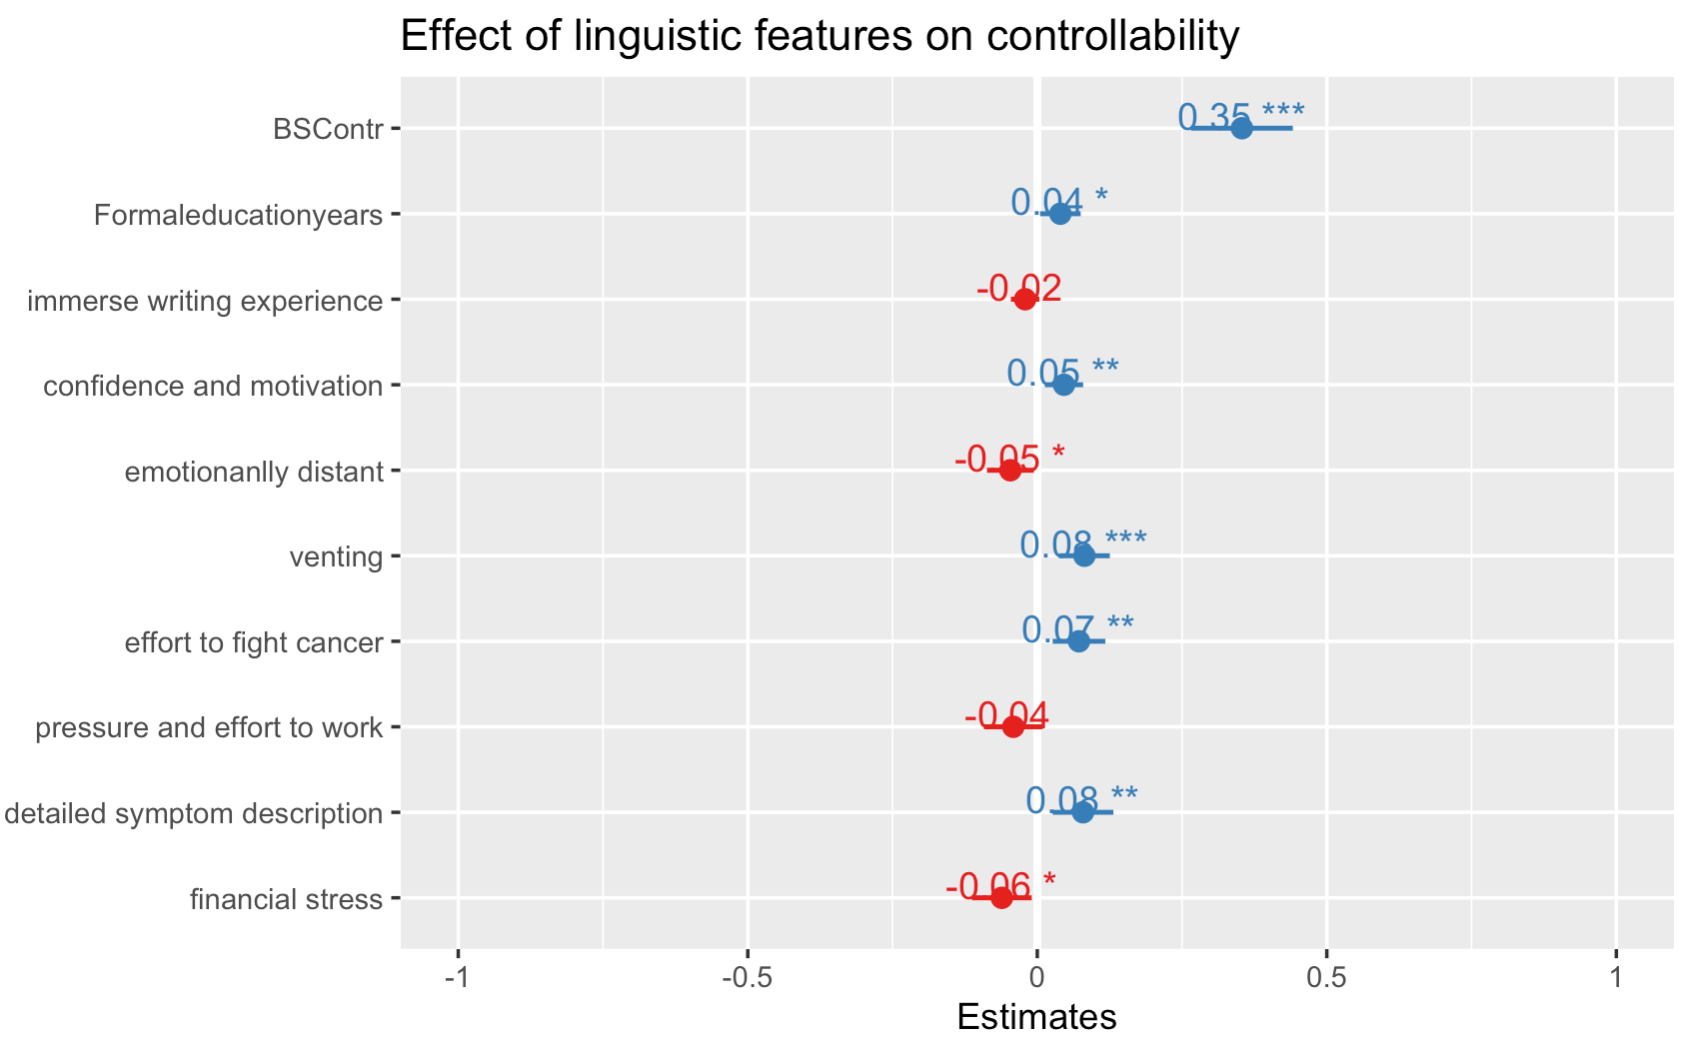 Effect of linguistic features on controllability
BSContr
0.35 ***
Formaleducationyears
0.04 *
immerse writing experience
-0.02
confidence and motivation
0.05 **
emotionanlly distant
-0.05 *
venting
0.08 ***
effort to fight cancer
0.07 **
pressure and effort to work
-0.04
detailed symptom description
0.08 **
financial stress
-0.06 *
-1
-0.5
0
0.5
1
Estimates